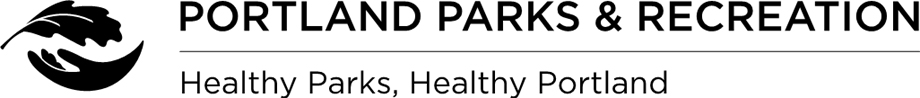 PORTLAND PARKS & RECREATION
Healthy Parks, Healthy Portland